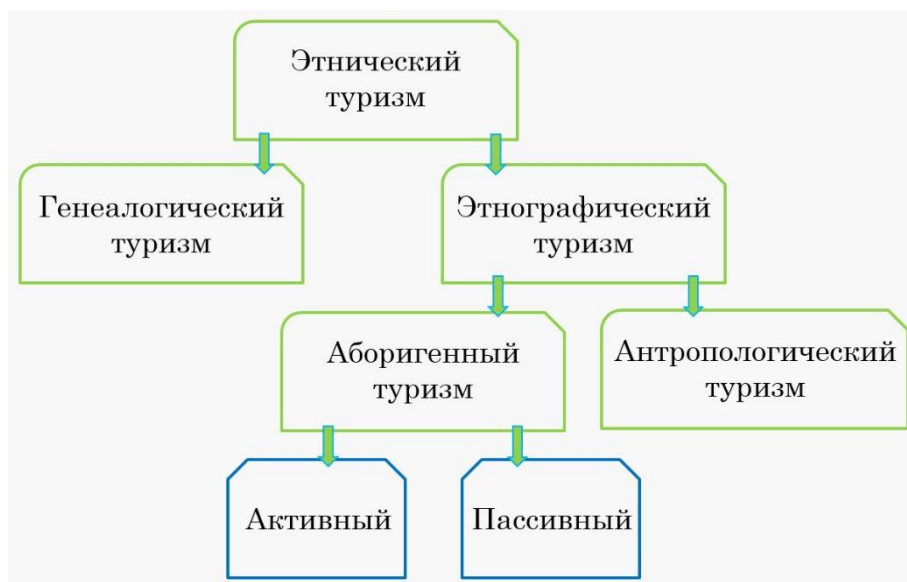 Этнический
туризм
Генеалогический
туризм
Этнографический
туризм
Аборигенный
туризм
Антропологический
туризм
Активный
Пассивный